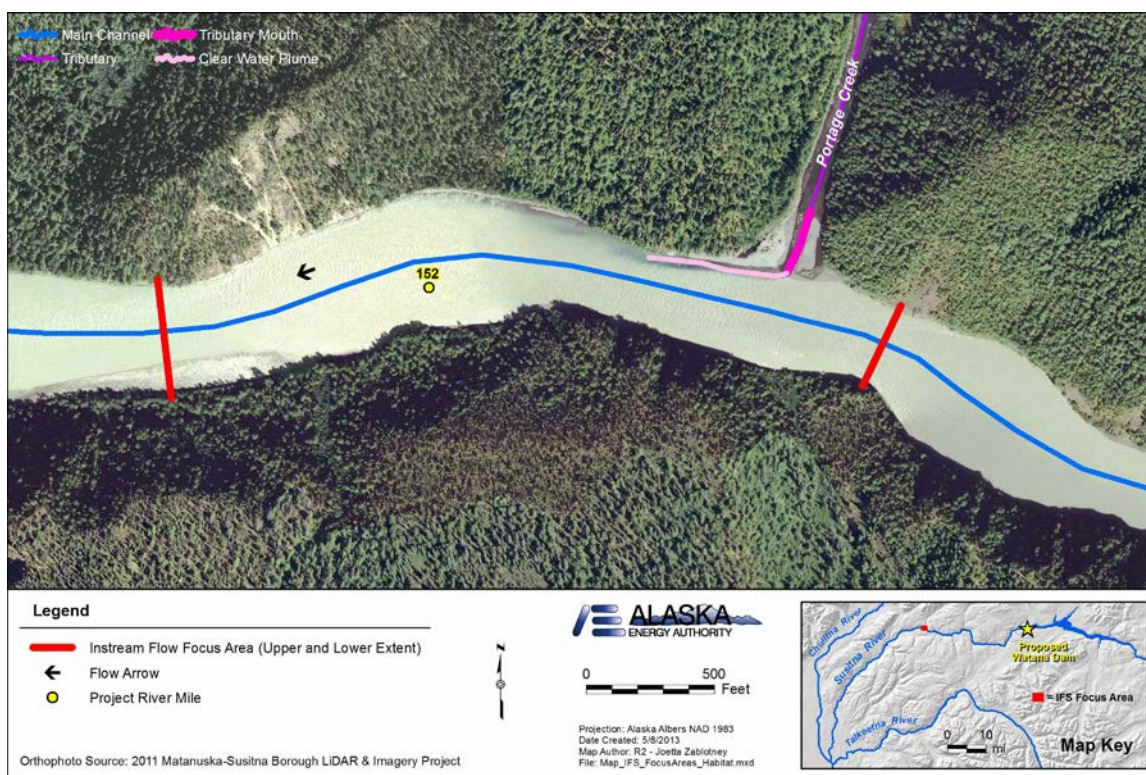 Main Channel
Tributary Mouth
Tributary
Clear Water Plume
Portage Creek
152
Legend
Instream Flow Focus Area (Upper and Lower Extent)
Flow Arrow
Project River Mile
Orthophoto Source: 2011 Matanuska-Susitna Borough LiDAR & Imagery Project
N
ALASKA
ENERGY AUTHORITY
0 500
Feet
Projection: Alaska Albers NAD 1983
Date Created: 5/8/2013
Map Author: R2 - Joetta Zablotney
File: Map_IFS_FocusAreas_Habitat.mxd
Chulitna River
Susitna River
Talkeetna River
Proposed
Watana Dam
= IFS Focus Area
0 10
mi
Map Key